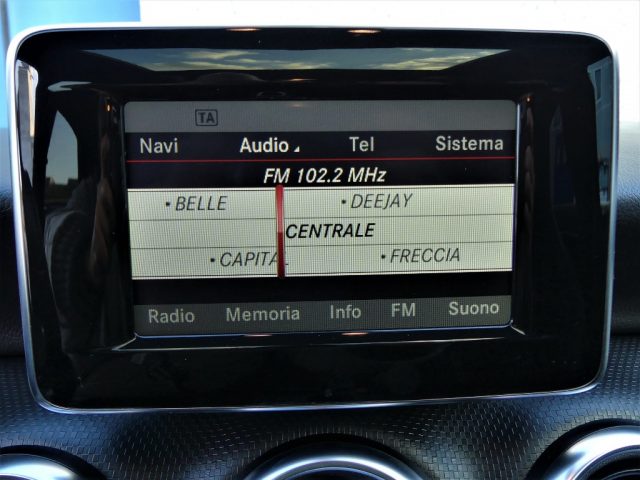 TA
Navi Audio Tel Sistema
FM 102.2 MHz
• BELLE • DEEJAY
CENTRALE
• CAPITAL • FRECCIA
Radio Memoria Info FM Suono